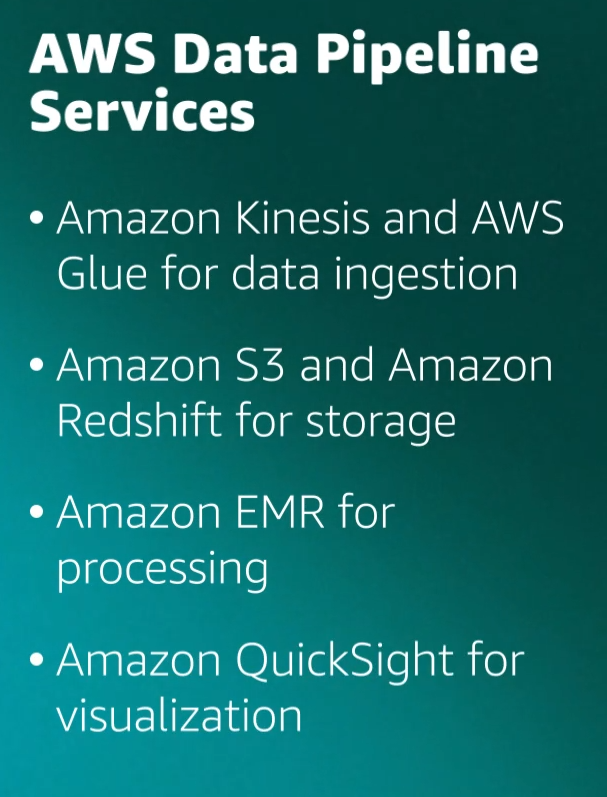 AWS Data Pipeline
Services
• Amazon Kinesis and AWS
Glue for data ingestion
• Amazon S3 and Amazon
Redshift for storage
• Amazon EMR for
processing
• Amazon QuickSight for
visualization